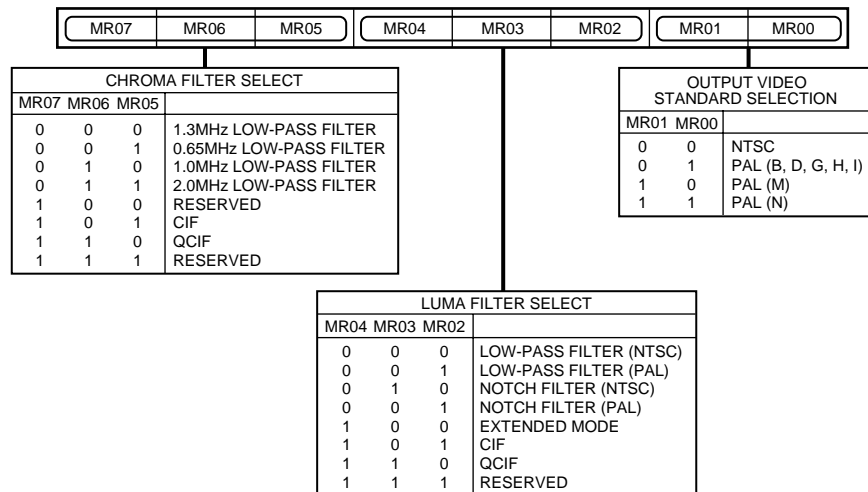 MR07 MR06 MR05 MR04 MR03 MR02 MR01 MR00
CHROMA FILTER SELECT
MR07 MR06 MR05
0 0 0 1.3MHz LOW-PASS FILTER
0 0 1 0.65MHz LOW-PASS FILTER
0 1 0 1.0MHz LOW-PASS FILTER
0 1 1 2.0MHz LOW-PASS FILTER
1 0 0 RESERVED
1 0 1 CIF
1 1 0 QCIF
1 1 1 RESERVED
OUTPUT VIDEO
STANDARD SELECTION
MR01 MR00
0 0 NTSC
0 1 PAL (B, D, G, H, I)
1 0 PAL (M)
1 1 PAL (N)
LUMA FILTER SELECT
MR04 MR03 MR02
0 0 0 LOW-PASS FILTER (NTSC)
0 0 1 LOW-PASS FILTER (PAL)
0 1 0 NOTCH FILTER (NTSC)
0 0 1 NOTCH FILTER (PAL)
1 0 0 EXTENDED MODE
1 0 1 CIF
1 1 0 QCIF
1 1 1 RESERVED